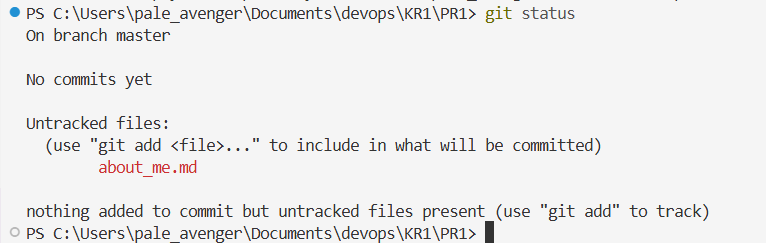 PS C:\Users\pale_avenger\Documents\devops\KR1\PR1> git status
On branch master

No commits yet

Untracked files:
  (use "git add <file>..." to include in what will be committed)
        about_me.md

nothing added to commit but untracked files present (use "git add" to track)
PS C:\Users\pale_avenger\Documents\devops\KR1\PR1>